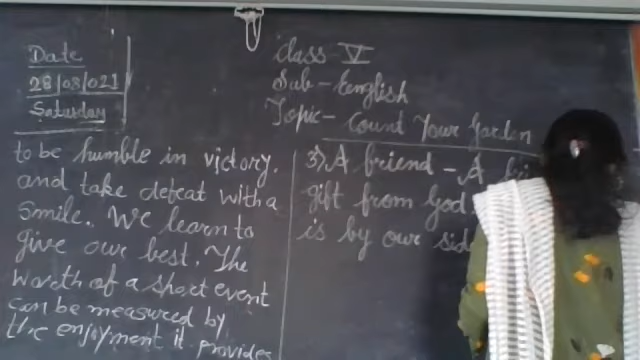 Date
28/08/021
Saturday
Class - V
Sub - English
Topic - Count Your Garden
to be humble in victory.
and take defeat with a
smile. We learn to
give our best. The
worth of a short event
can be measured by
the enjoyment it provides
3) A friend - A
gift from God
is by our side